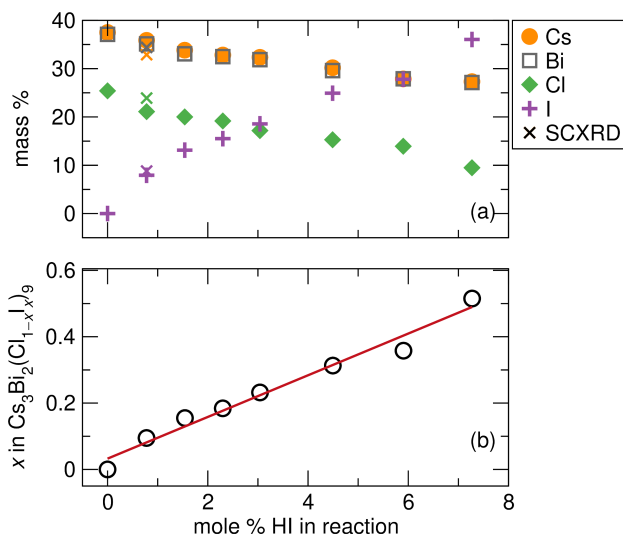 40
30
20
10
0
mass %
(a)
Cs
Bi
Cl
I
SCXRD
0.6
0.4
0.2
0
x in Cs₃Bi₂(Cl₁₋ₓIₓ)₉
(b)
0 2 4 6 8
mole % HI in reaction